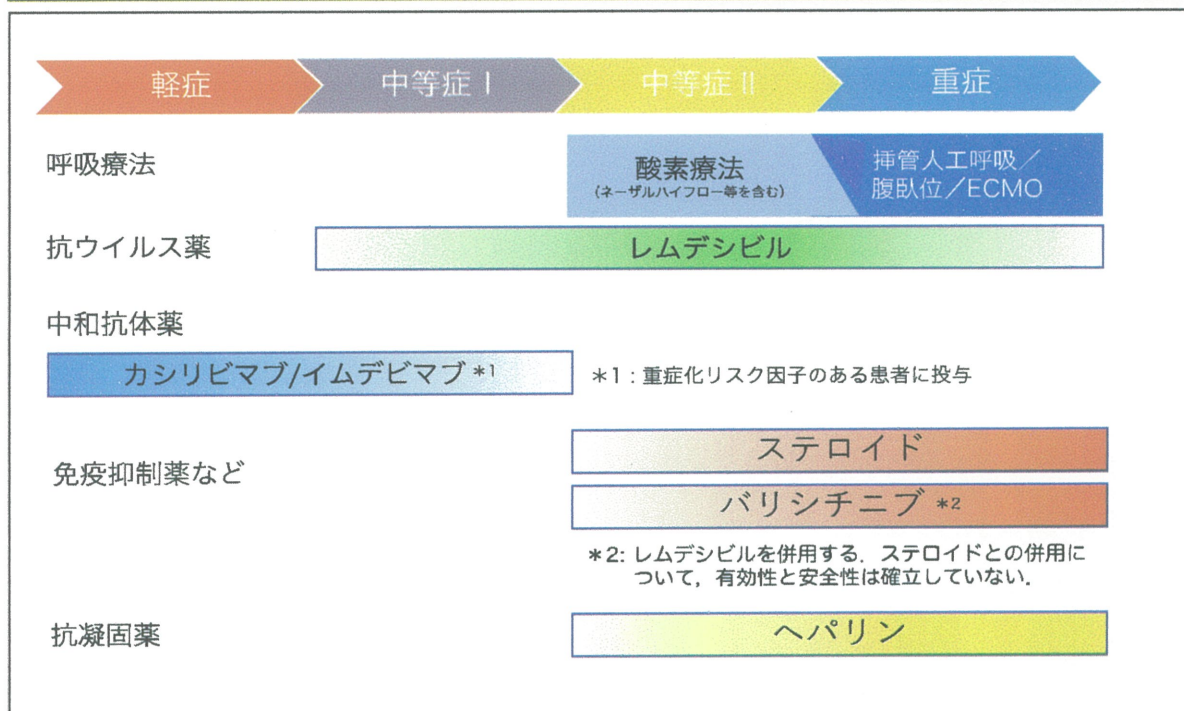 軽症 中等症Ⅰ 中等症Ⅱ 重症
呼吸療法
酸素療法
(ネーザルハイフロー等を含む)
挿管人工呼吸/
腹臥位/ECMO
抗ウイルス薬
レムデシビル
中和抗体薬
カシリビマブ/イムデビマブ *1
*1：重症化リスク因子のある患者に投与
免疫抑制薬など
ステロイド
バリシチニブ *2
*2: レムデシビルを併用する．ステロイドとの併用に
ついて，有効性と安全性は確立していない．
抗凝固薬
ヘパリン